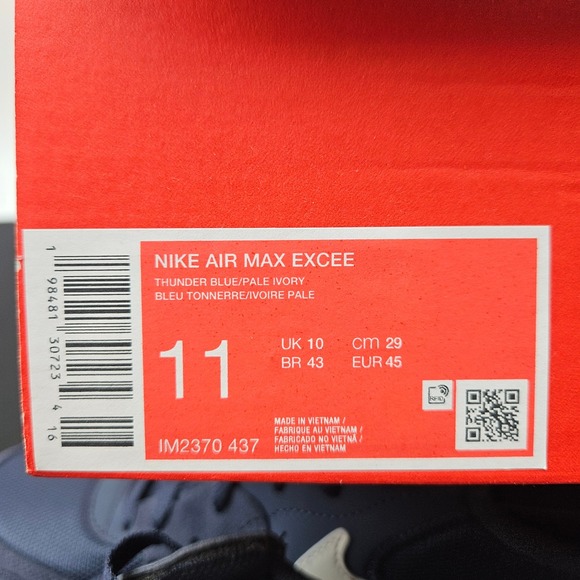 NIKE AIR MAX EXCEE
THUNDER BLUE/PALE IVORY
BLEU TONNERRE/IVOIRE PALE
11
UK 10 CM 29
BR 43 EUR 45
RFID
MADE IN VIETNAM /
FABRIQUE AU VIETNAM /
FABRICADO NO VIETNÃ /
HECHO EN VIETNAM
IM2370 437
1 98481 30723 4 16